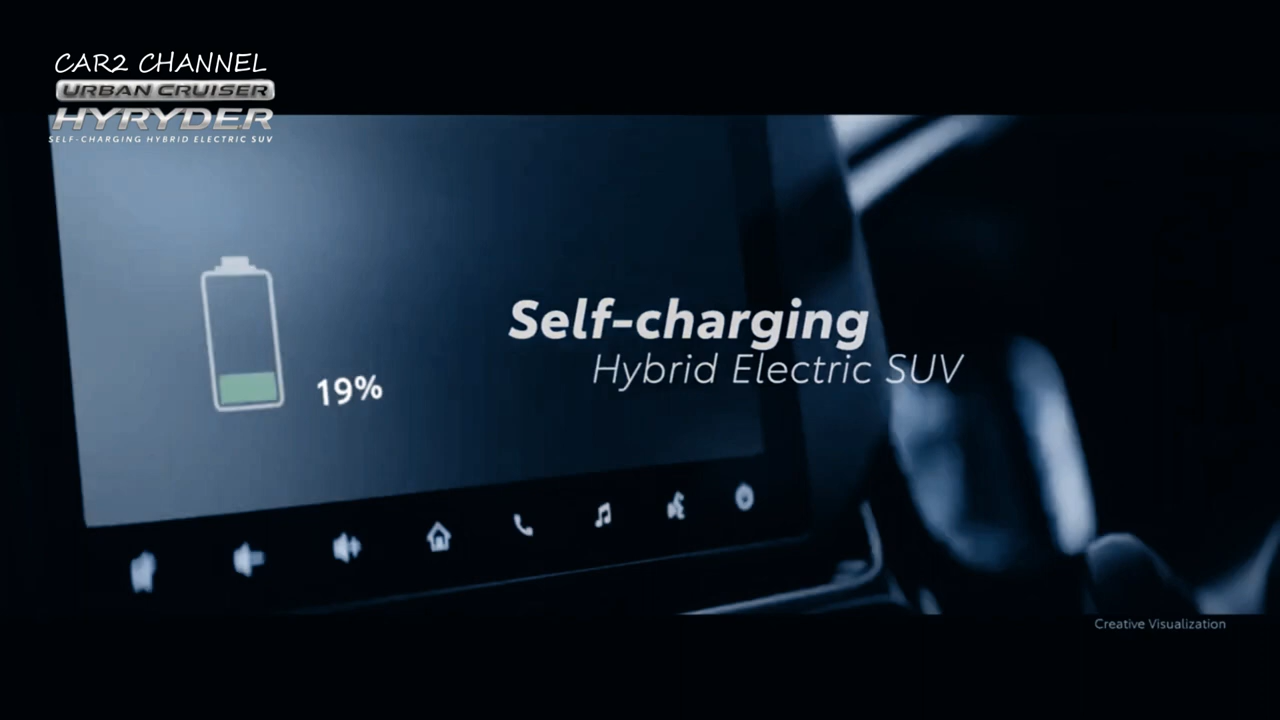 CAR2 CHANNEL
URBAN CRUISER
HYRYDER
SELF-CHARGING HYBRID ELECTRIC SUV
Self-charging
Hybrid Electric SUV
19%
Creative Visualization